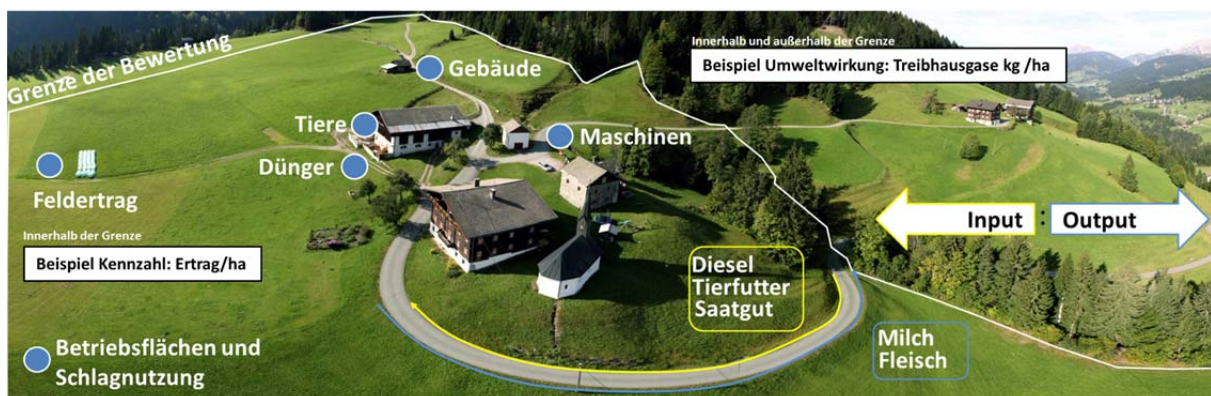 Grenze der Bewertung
Innerhalb und außerhalb der Grenze
Beispiel Umweltwirkung: Treibhausgase kg /ha
Gebäude
Tiere
Maschinen
Dünger
Feldertrag
Input : Output
Innerhalb der Grenze
Beispiel Kennzahl: Ertrag/ha
Diesel
Tierfutter
Saatgut
Milch
Fleisch
Betriebsflächen und
Schlagnutzung